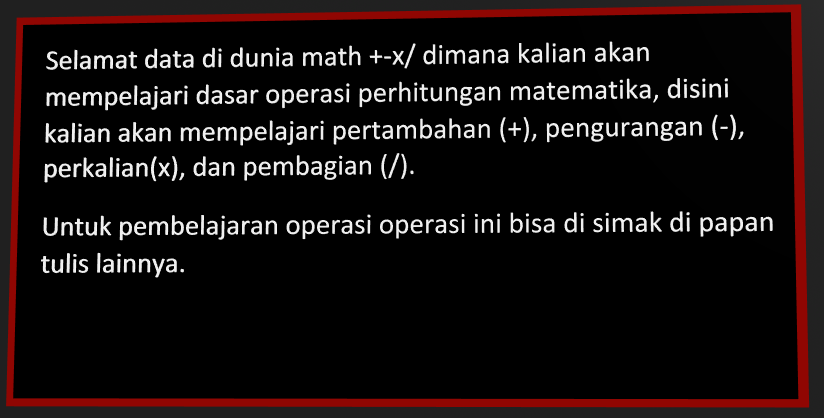 Selamat data di dunia math +-x/ dimana kalian akan
mempelajari dasar operasi perhitungan matematika, disini
kalian akan mempelajari pertambahan (+), pengurangan (-),
perkalian(x), dan pembagian (/).
Untuk pembelajaran operasi operasi ini bisa di simak di papan
tulis lainnya.